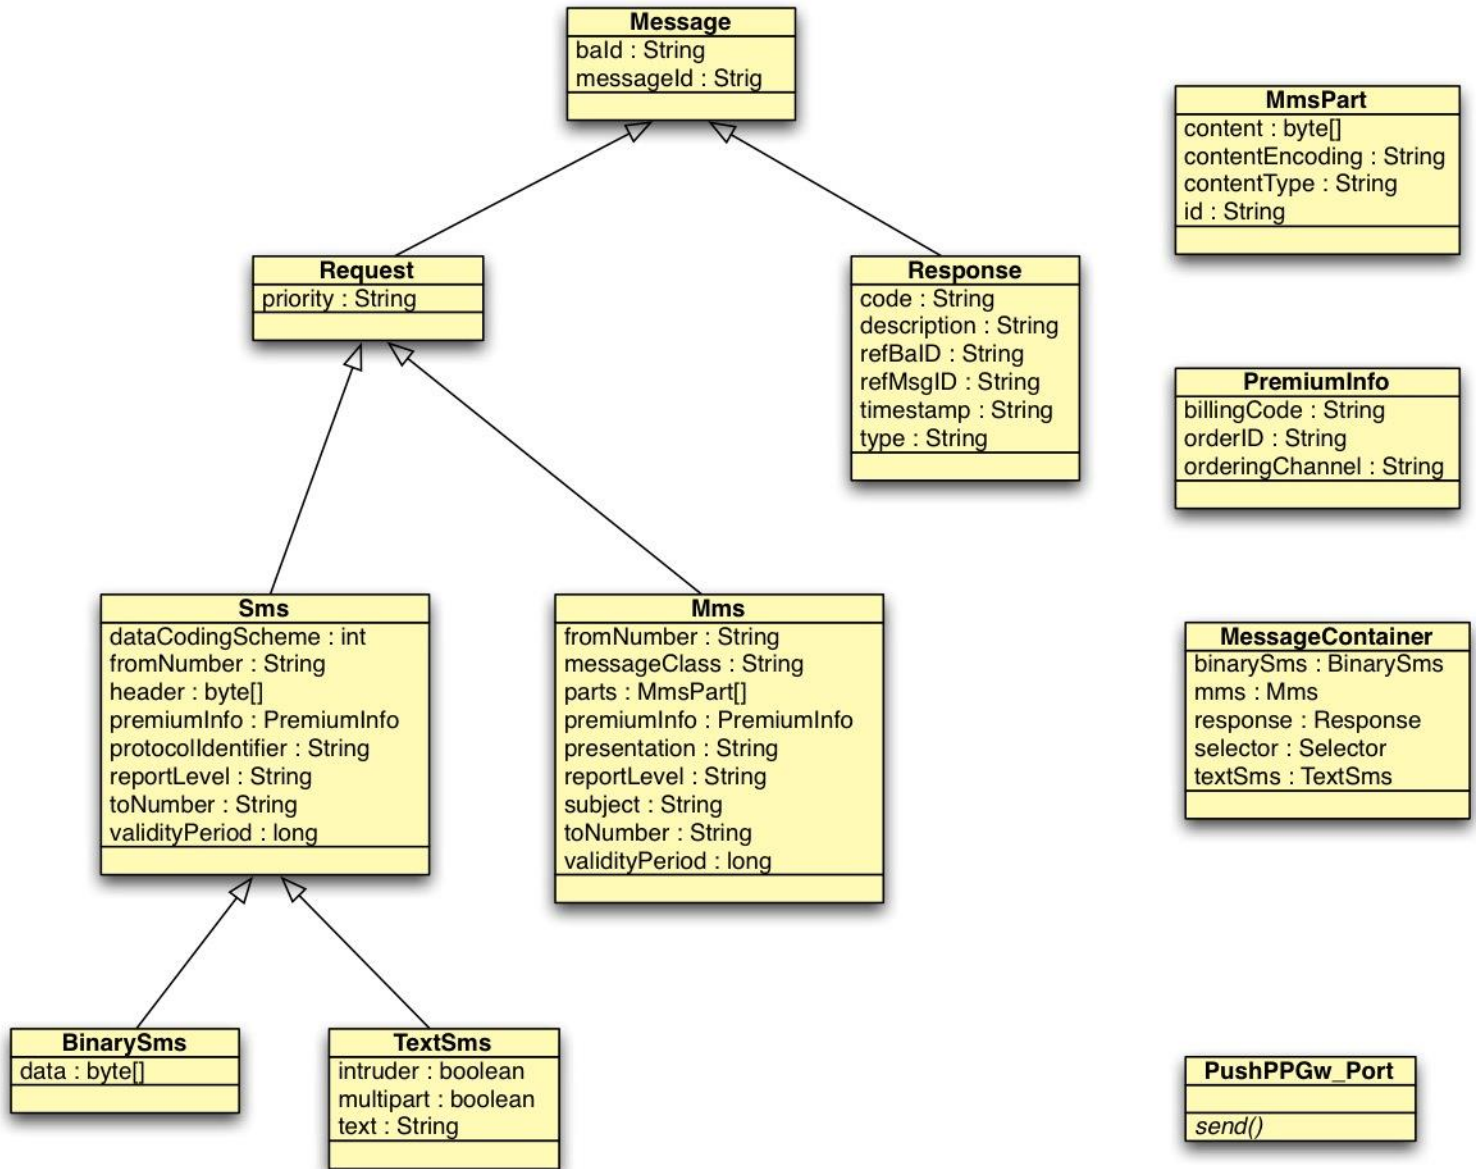 Message
baId : String
messageId : Strig
MmsPart
content : byte[]
contentEncoding : String
contentType : String
id : String
Request
priority : String
Response
code : String
description : String
refBaID : String
refMsgID : String
timestamp : String
type : String
PremiumInfo
billingCode : String
orderID : String
orderingChannel : String
Sms
dataCodingScheme : int
fromNumber : String
header : byte[]
premiumInfo : PremiumInfo
protocolIdentifier : String
reportLevel : String
toNumber : String
validityPeriod : long
Mms
fromNumber : String
messageClass : String
parts : MmsPart[]
premiumInfo : PremiumInfo
presentation : String
reportLevel : String
subject : String
toNumber : String
validityPeriod : long
MessageContainer
binarySms : BinarySms
mms : Mms
response : Response
selector : Selector
textSms : TextSms
BinarySms
data : byte[]
TextSms
intruder : boolean
multipart : boolean
text : String
PushPPGw_Port
send()